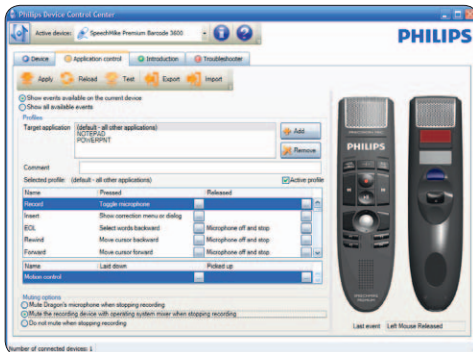 Philips Device Control Center
Active device: SpeechMike Premium Barcode 3600
PHILIPS
Device Application control Introduction Troubleshooter
Apply Reload Test Export Import
Show events available on the current device
Show all available events
Profiles
Target application (default - all other applications)
NOTEPAD
POWERPNT
Add
Remove
Comment
Selected profile: (default - all other applications) Active profile
Name Pressed Released
Record Toggle microphone
Insert Show correction menu or dialog
EOL Select words backward Microphone off and stop
Rewind Move cursor backward Microphone off and stop
Forward Move cursor forward Microphone off and stop
Name Last down Picked up
Motion control
Muting options
Mute Dragon's microphone when stopping recording
Mute the recording device with operating system mixer when stopping recording
Do not mute when stopping recording
PHILIPS
Last event Left Mouse Released
Number of connected devices: 1